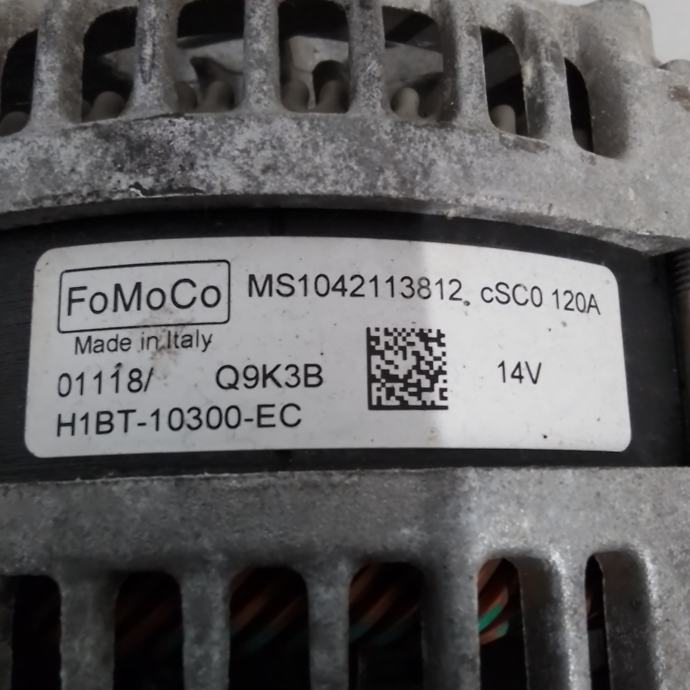 FoMoCo MS1042113812 cSC0 120A
Made in Italy
01118/ Q9K3B 14V
H1BT-10300-EC